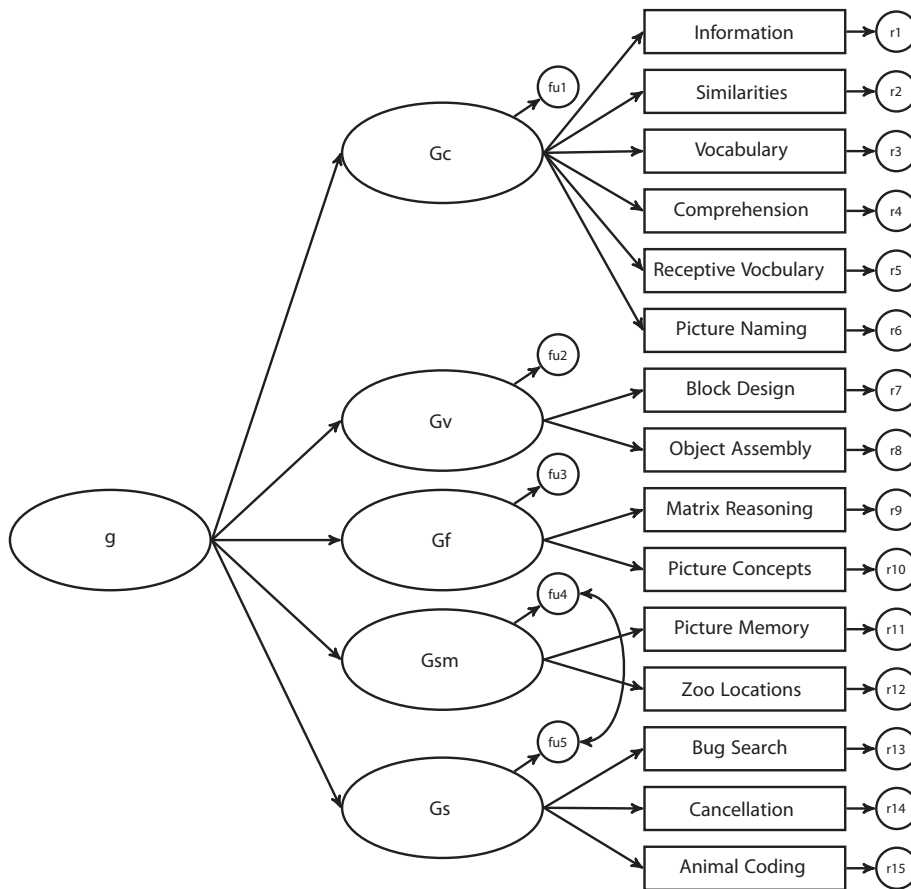 Information
r1
fu1
Similarities
r2
Gc
Vocabulary
r3
Comprehension
r4
Receptive Vocbulary
r5
Picture Naming
r6
fu2
Block Design
r7
Gv
Object Assembly
r8
fu3
Matrix Reasoning
r9
g
Gf
Picture Concepts
r10
fu4
Picture Memory
r11
Gsm
Zoo Locations
r12
fu5
Bug Search
r13
Gs
Cancellation
r14
Animal Coding
r15